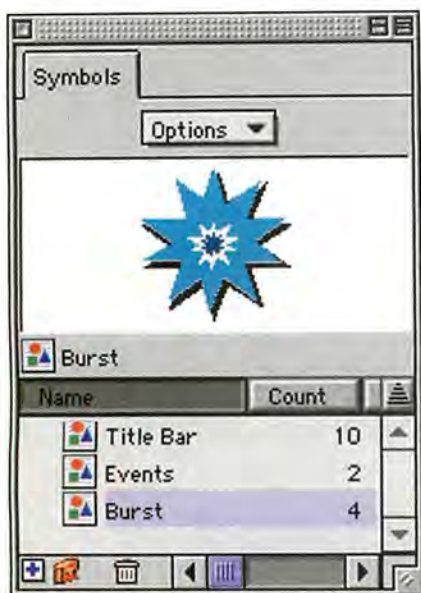 Symbols
Options
Burst
Name Count
Title Bar 10
Events 2
Burst 4